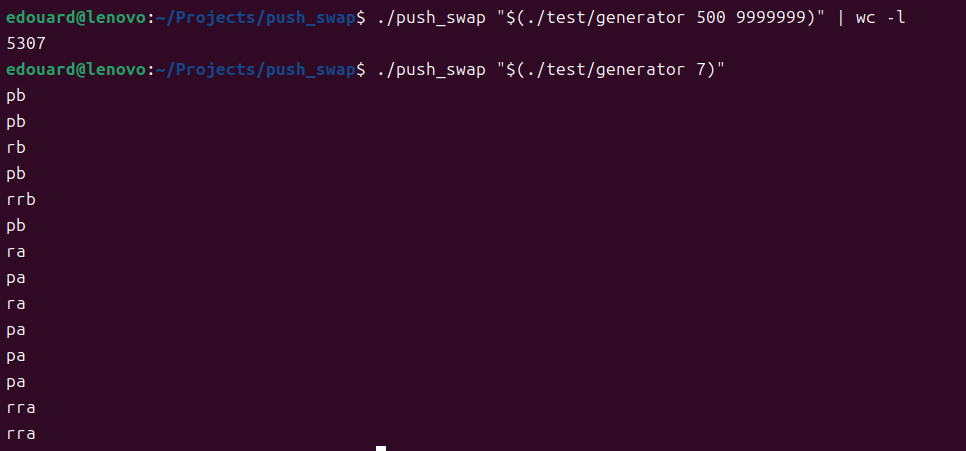 edouard@lenovo:~/Projects/push_swap$ ./push_swap "$(./test/generator 500 9999999)" | wc -l
5307
edouard@lenovo:~/Projects/push_swap$ ./push_swap "$(./test/generator 7)"
pb
pb
rb
pb
rrb
pb
ra
pa
ra
pa
pa
pa
rra
rra